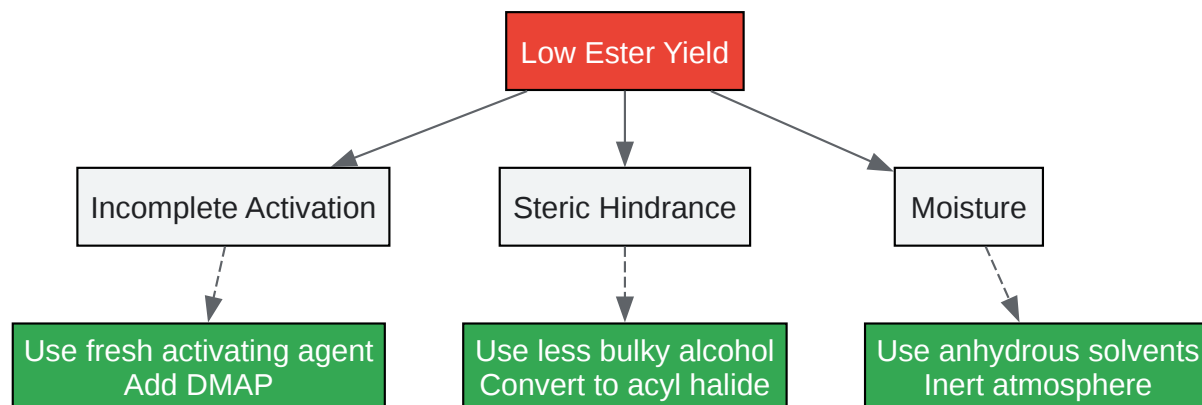 Low Ester Yield
Incomplete Activation
Steric Hindrance
Moisture
Use fresh activating agent
Add DMAP
Use less bulky alcohol
Convert to acyl halide
Use anhydrous solvents
Inert atmosphere